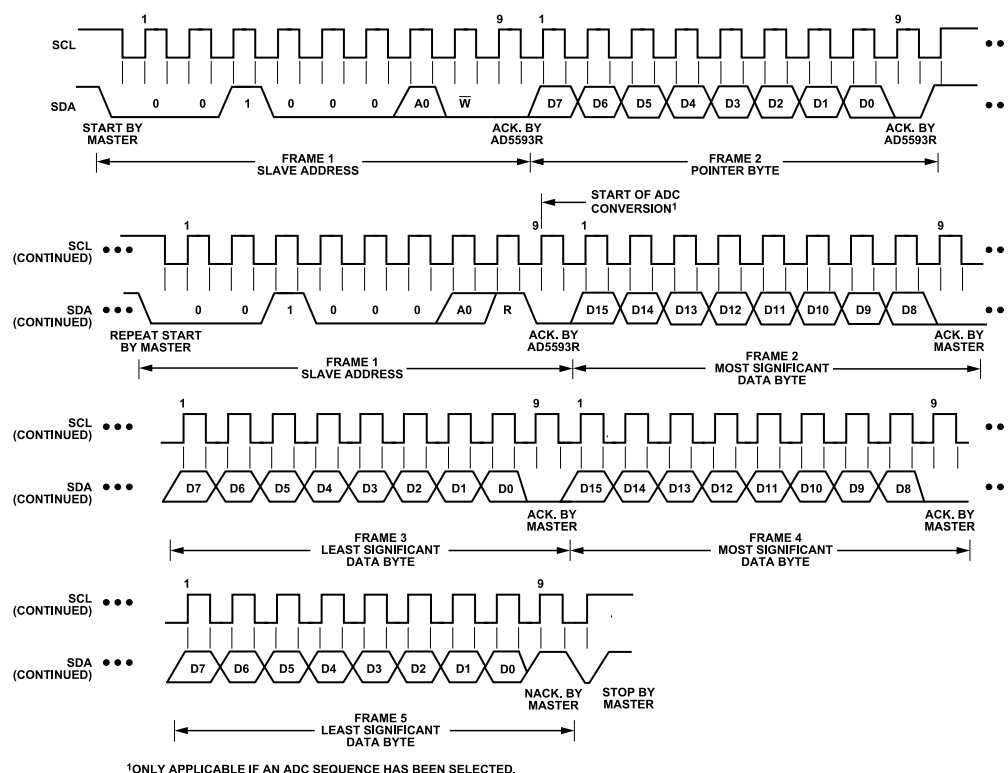 1 9 1 9
SCL
SDA 0 0 1 0 0 0 A0 W̅ D7 D6 D5 D4 D3 D2 D1 D0
START BY MASTER
ACK. BY AD5593R
ACK. BY AD5593R
FRAME 1 SLAVE ADDRESS
FRAME 2 POINTER BYTE
START OF ADC CONVERSION¹
1 9 1 9
SCL (CONTINUED)
SDA (CONTINUED) 0 0 1 0 0 0 A0 R D15 D14 D13 D12 D11 D10 D9 D8
REPEAT START BY MASTER
ACK. BY AD5593R
ACK. BY MASTER
FRAME 1 SLAVE ADDRESS
FRAME 2 MOST SIGNIFICANT DATA BYTE
1 9 1 9
SCL (CONTINUED)
SDA (CONTINUED) D7 D6 D5 D4 D3 D2 D1 D0 D15 D14 D13 D12 D11 D10 D9 D8
ACK. BY MASTER
ACK. BY MASTER
FRAME 3 LEAST SIGNIFICANT DATA BYTE
FRAME 4 MOST SIGNIFICANT DATA BYTE
1 9
SCL (CONTINUED)
SDA (CONTINUED) D7 D6 D5 D4 D3 D2 D1 D0
NACK. BY MASTER
STOP BY MASTER
FRAME 5 LEAST SIGNIFICANT DATA BYTE
¹ONLY APPLICABLE IF AN ADC SEQUENCE HAS BEEN SELECTED.